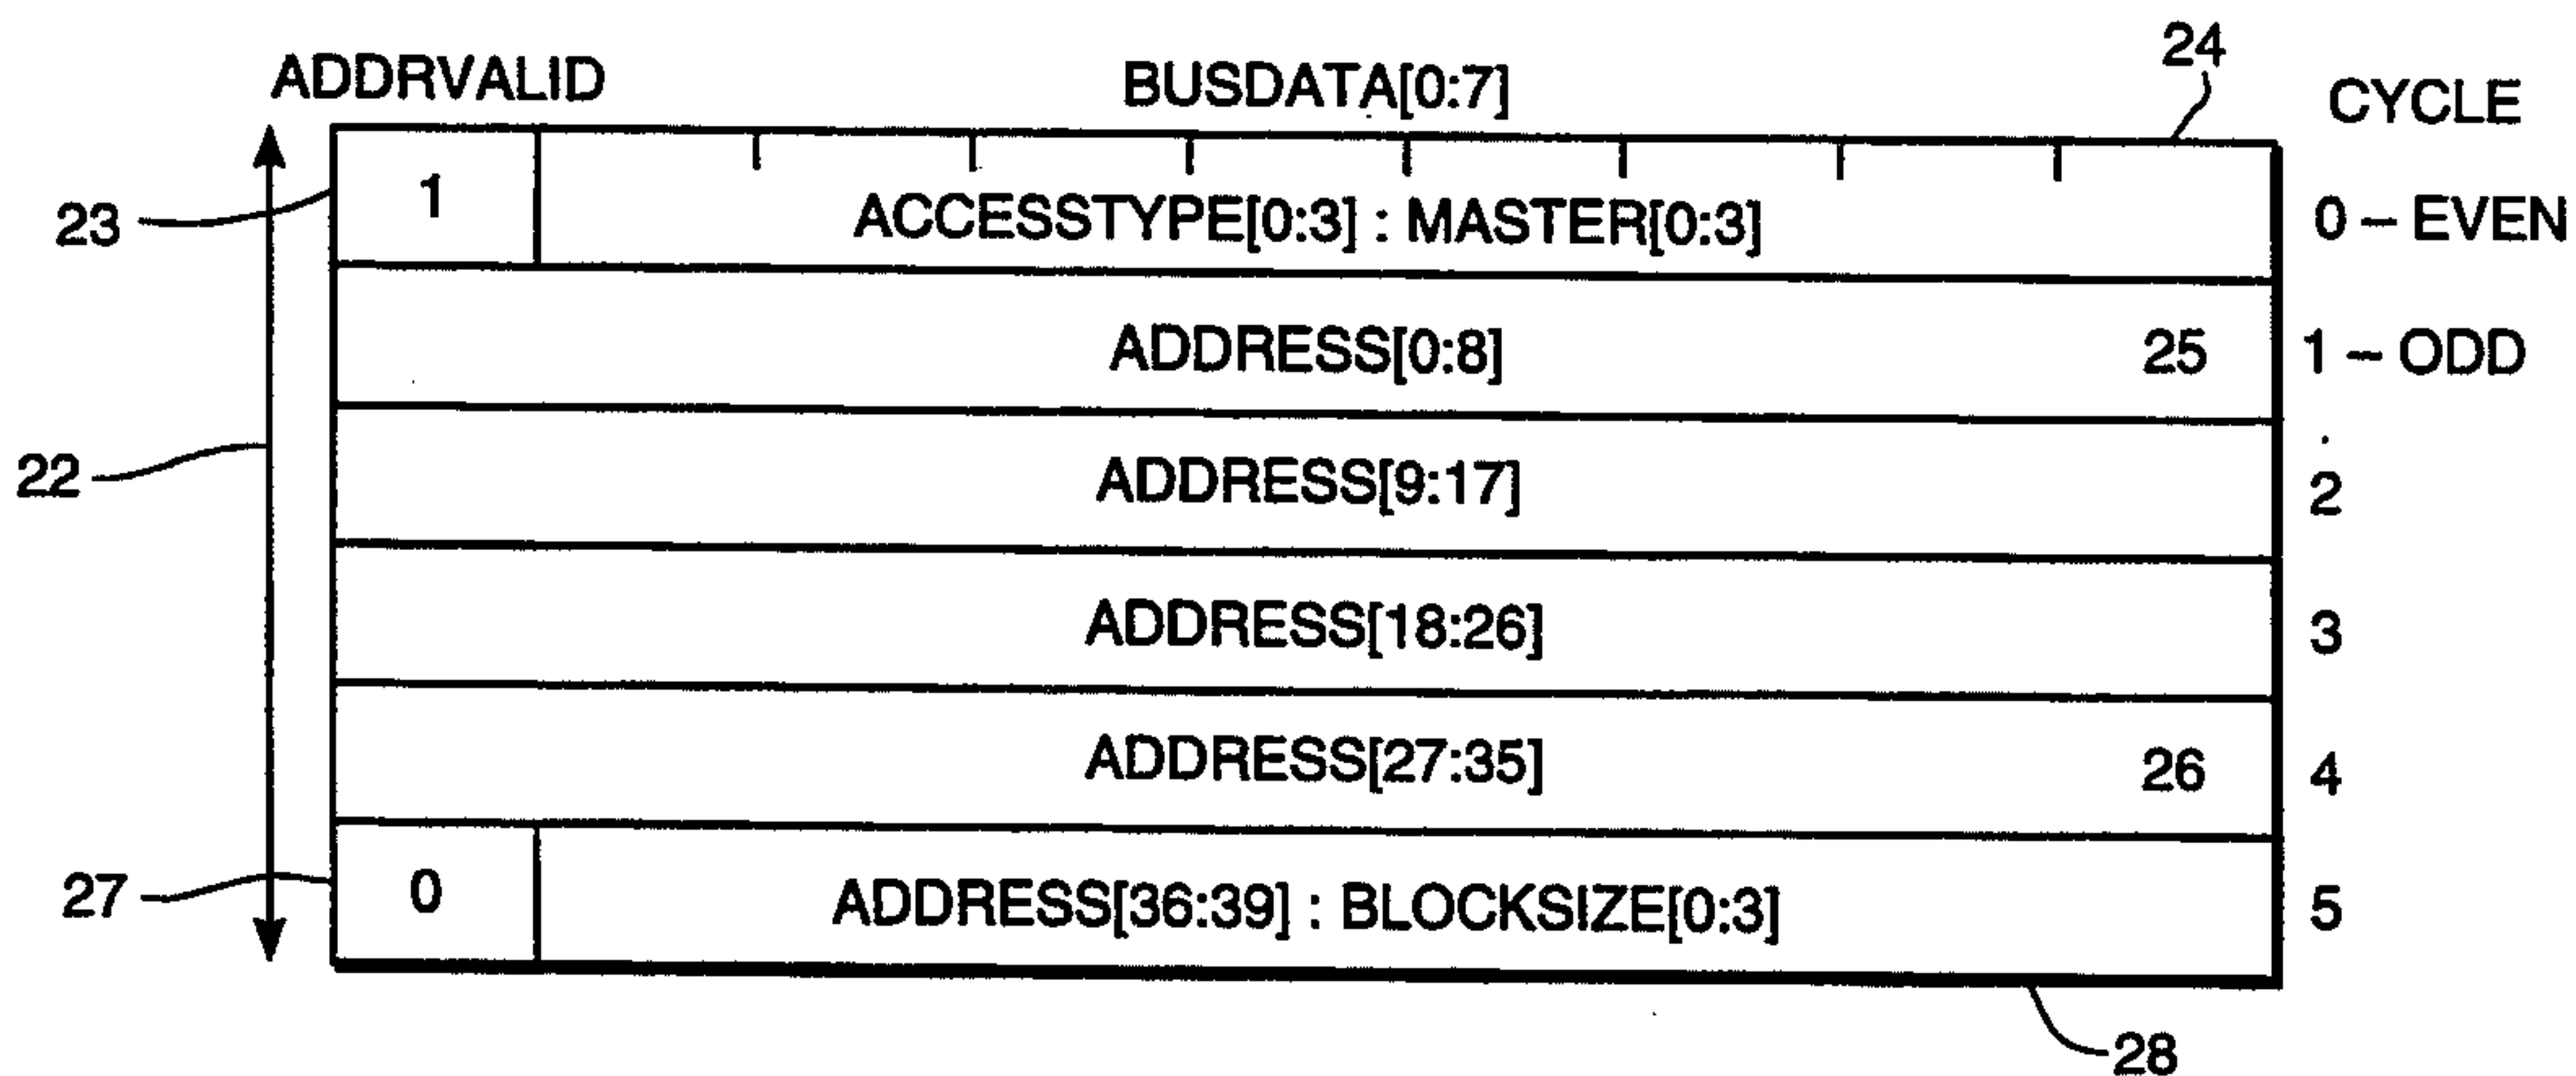 ADDRVALID BUSDATA[0:7] 24 CYCLE
23 1 ACCESSTYPE[0:3] : MASTER[0:3] 0 – EVEN
ADDRESS[0:8] 25 1 – ODD
22 ADDRESS[9:17] 2
ADDRESS[18:26] 3
ADDRESS[27:35] 26 4
27 0 ADDRESS[36:39] : BLOCKSIZE[0:3] 5
28